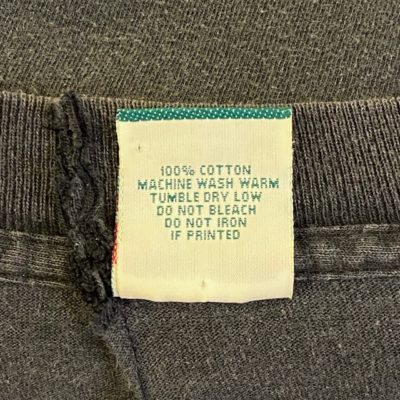 100% COTTON
MACHINE WASH WARM
TUMBLE DRY LOW
DO NOT BLEACH
DO NOT IRON
IF PRINTED